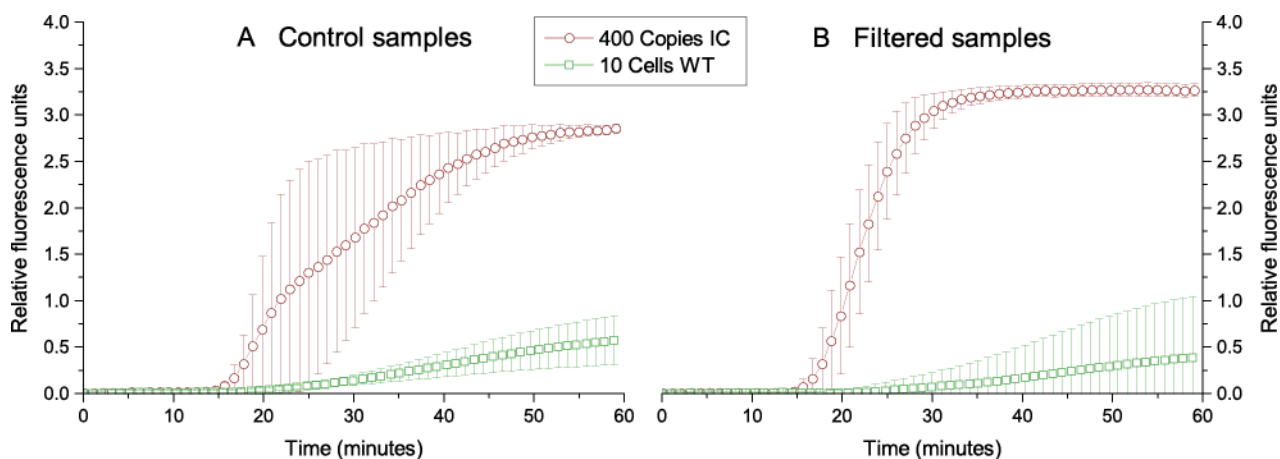 A Control samples
400 Copies IC
10 Cells WT
B Filtered samples
Relative fluorescence units
4.0
3.5
3.0
2.5
2.0
1.5
1.0
0.5
0.0
0 10 20 30 40 50 60
Time (minutes)
0 10 20 30 40 50 60
Time (minutes)
4.0
3.5
3.0
2.5
2.0
1.5
1.0
0.5
0.0
Relative fluorescence units